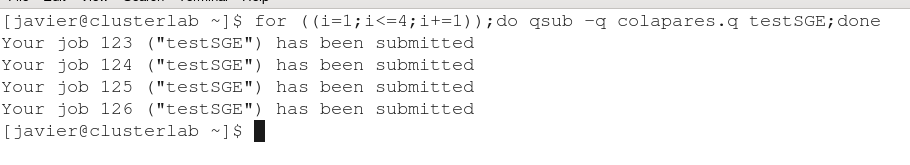 [javier@clusterlab ~]$ for ((i=1;i<=4;i+=1));do qsub -q colapares.q testSGE;done
Your job 123 ("testSGE") has been submitted
Your job 124 ("testSGE") has been submitted
Your job 125 ("testSGE") has been submitted
Your job 126 ("testSGE") has been submitted
[javier@clusterlab ~]$